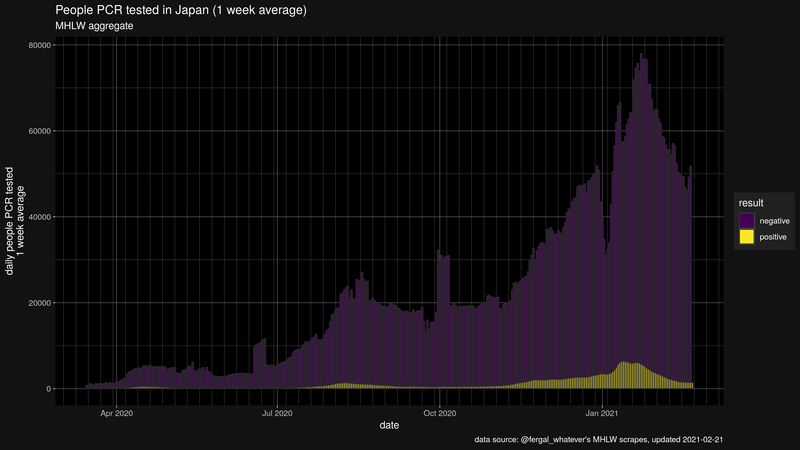 People PCR tested in Japan (1 week average)
MHLW aggregate
daily people PCR tested
1 week average
80000
60000
40000
20000
0
Apr 2020
Jul 2020
Oct 2020
Jan 2021
date
result
negative
positive
data source: @fergal_whatever's MHLW scrapes, updated 2021-02-21